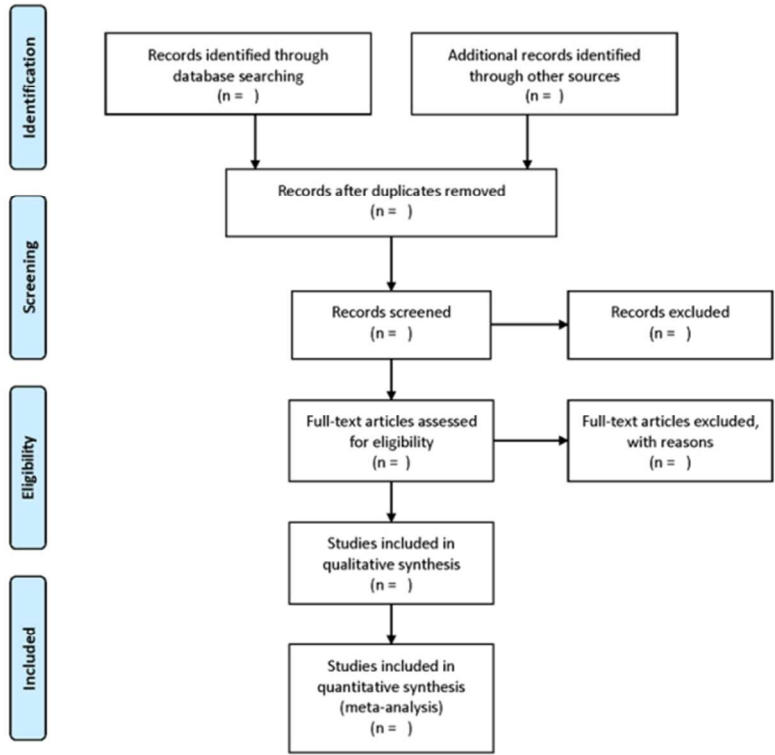 Identification
Records identified through
database searching
(n =   )
Additional records identified
through other sources
(n =   )
Records after duplicates removed
(n =   )
Screening
Records screened
(n =   )
Records excluded
(n =   )
Eligibility
Full-text articles assessed
for eligibility
(n =   )
Full-text articles excluded,
with reasons
(n =   )
Studies included in
qualitative synthesis
(n =   )
Included
Studies included in
quantitative synthesis
(meta-analysis)
(n =   )